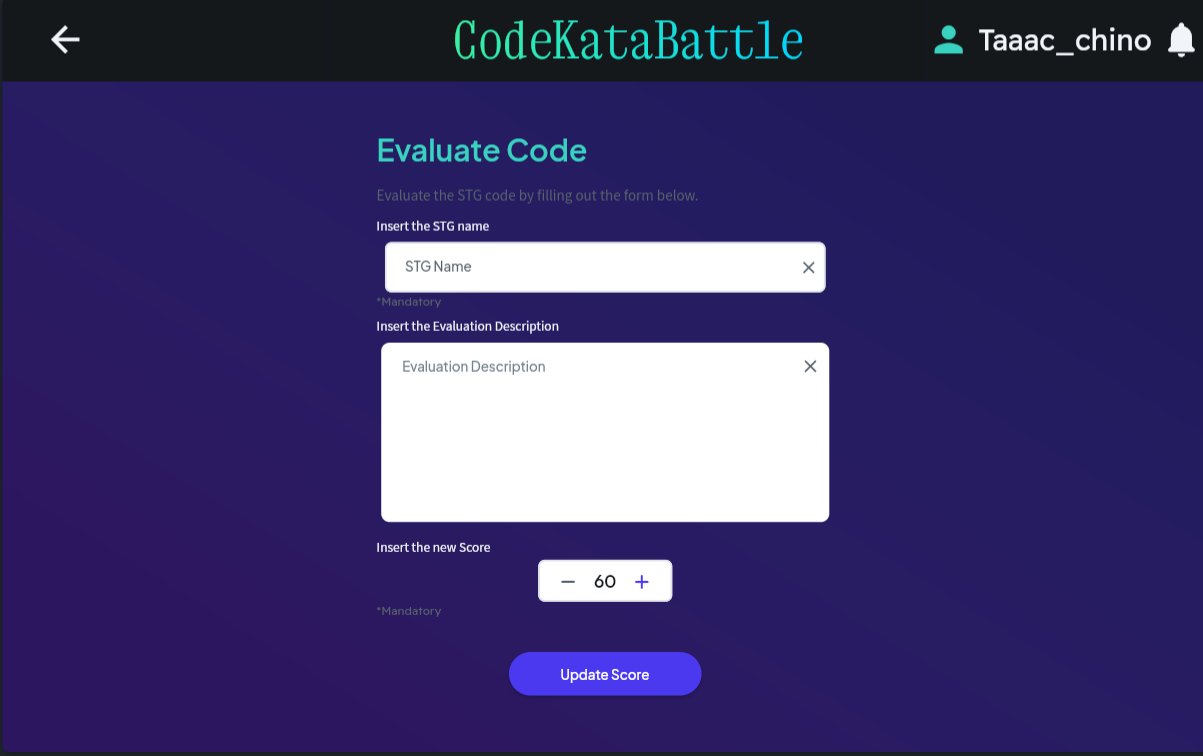 CodeKataBattle
Taaac_chino
Evaluate Code
Evaluate the STG code by filling out the form below.
Insert the STG name
STG Name
*Mandatory
Insert the Evaluation Description
Evaluation Description
Insert the new Score
60
*Mandatory
Update Score